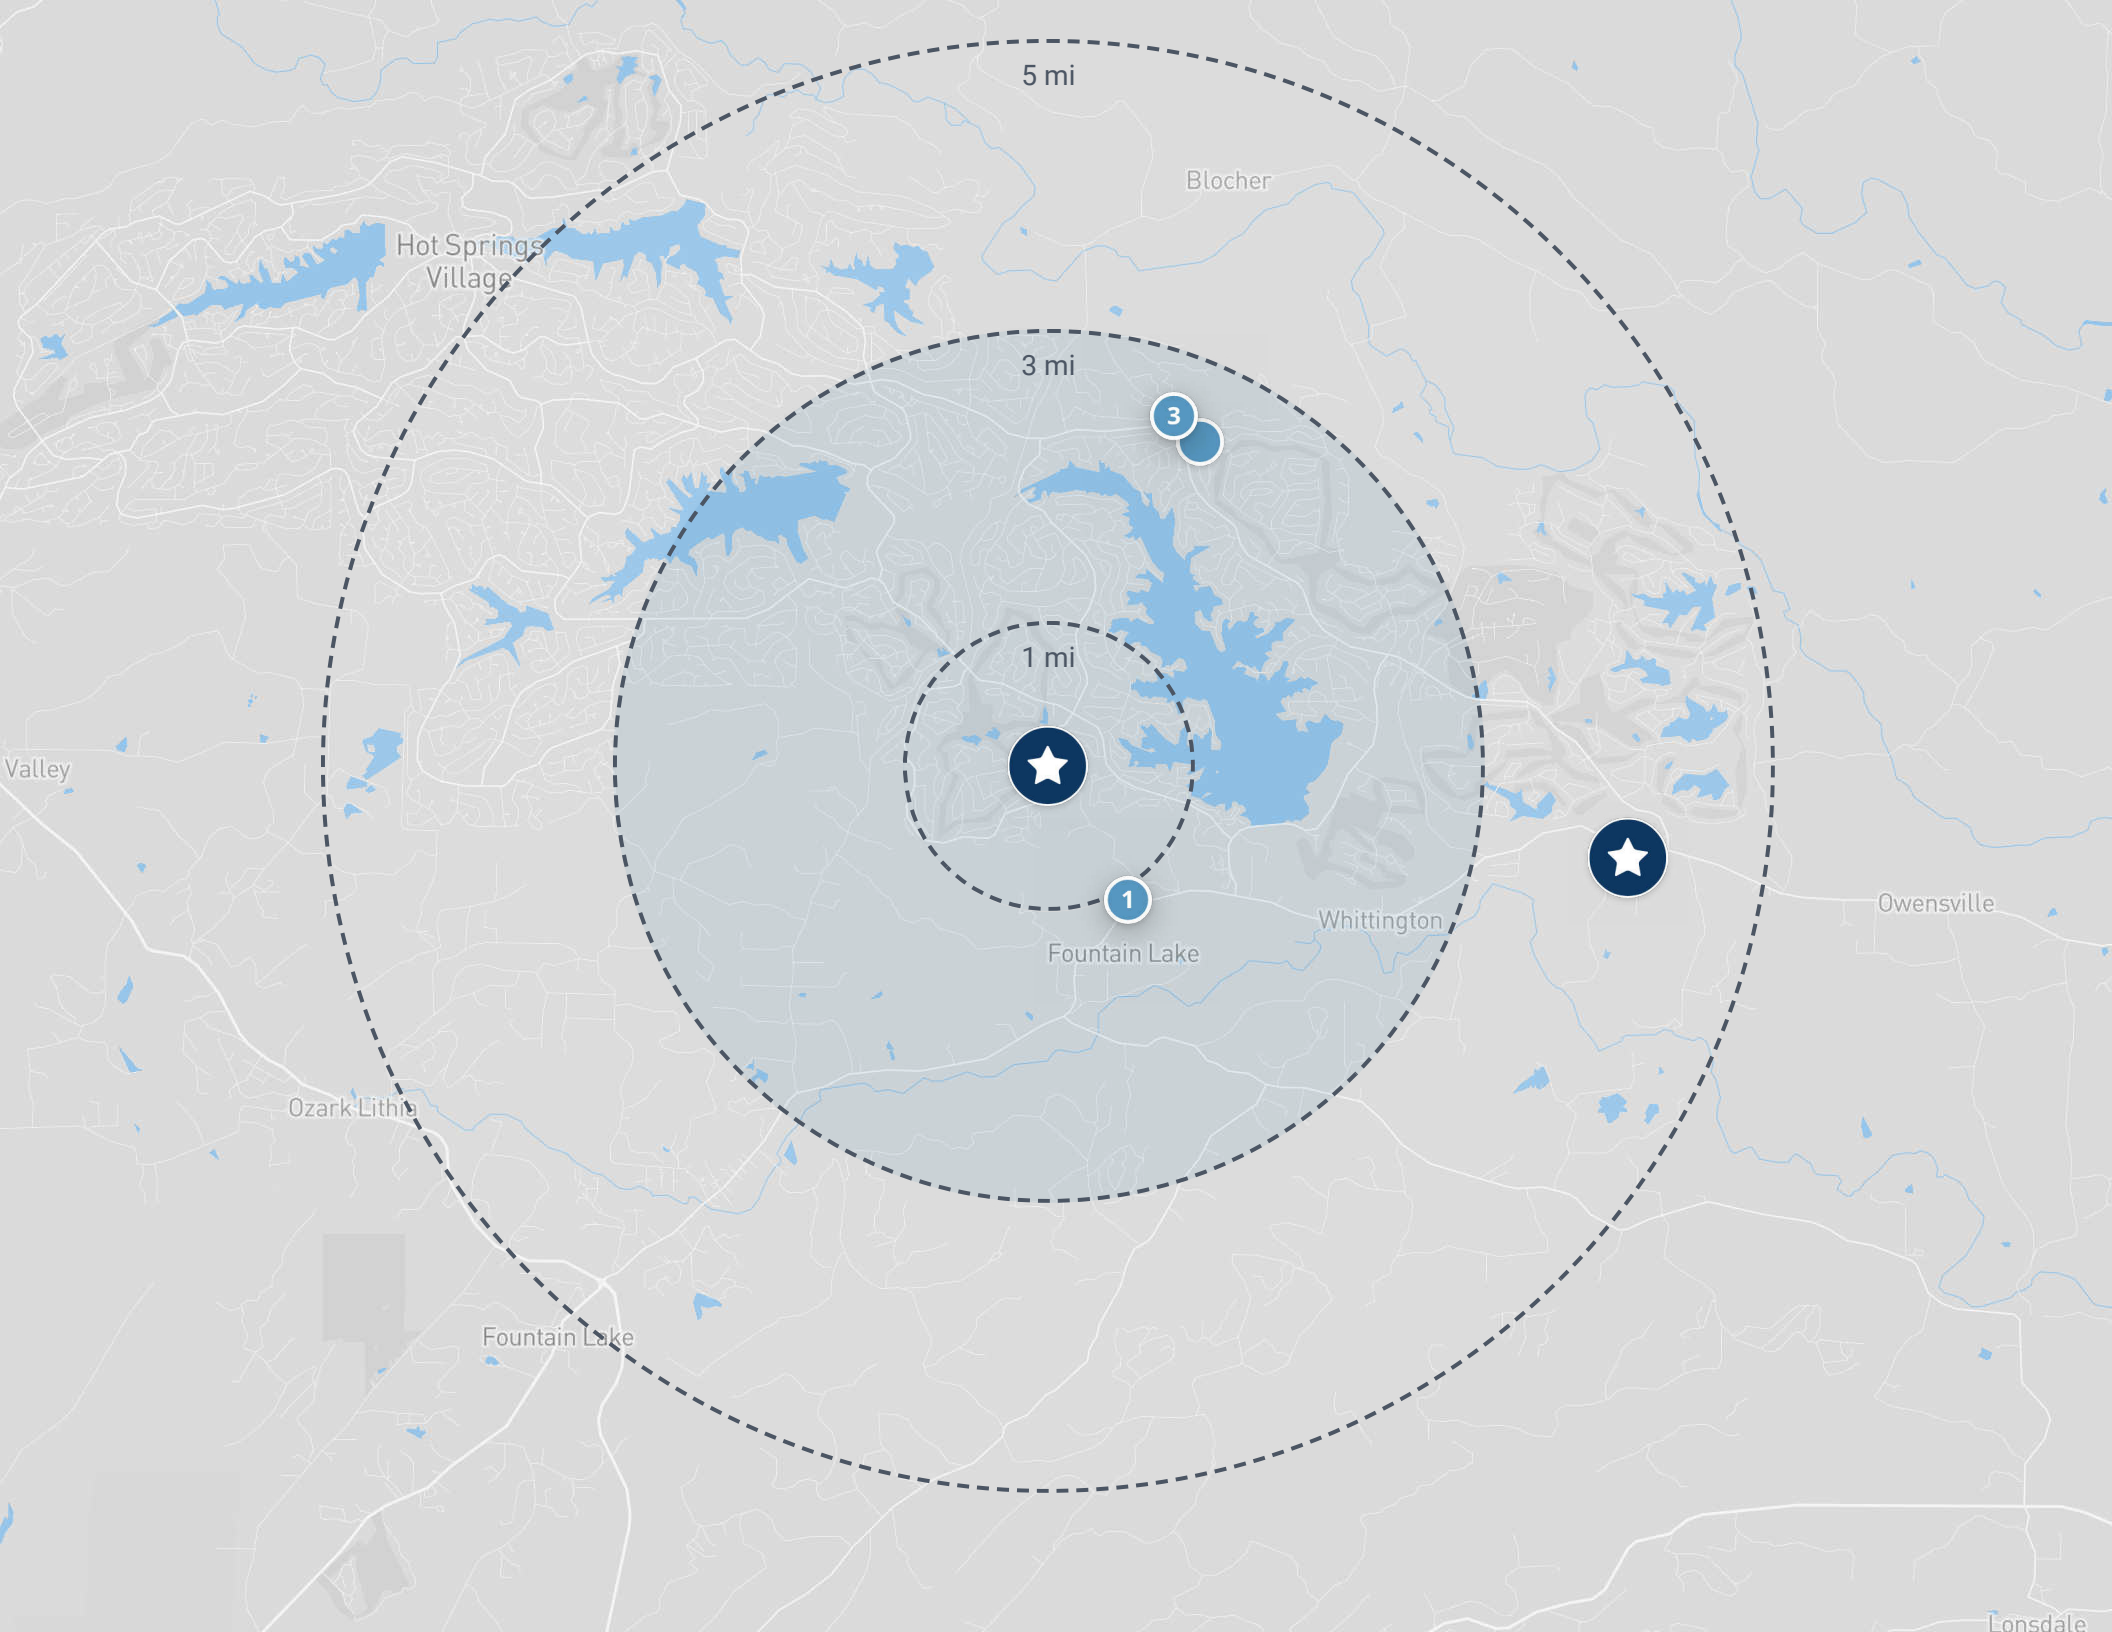 5 mi
Blocher
Hot Springs
Village
3 mi
3
1 mi
Valley
1
Owensville
Whittington
Fountain Lake
Ozark Lithia
Fountain Lake
Lonsdale